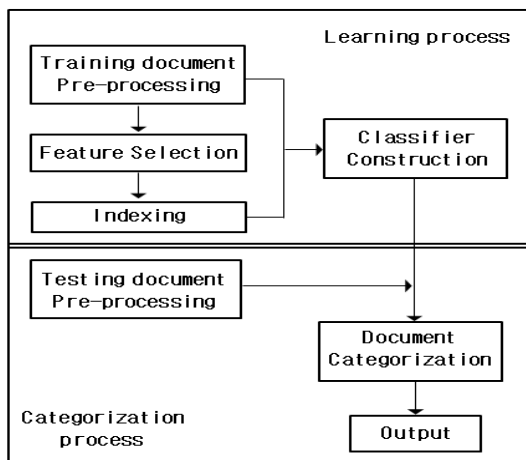 Learning process
Training document
Pre-processing
Feature Selection
Indexing
Classifier
Construction
Testing document
Pre-processing
Document
Categorization
Output
Categorization
process